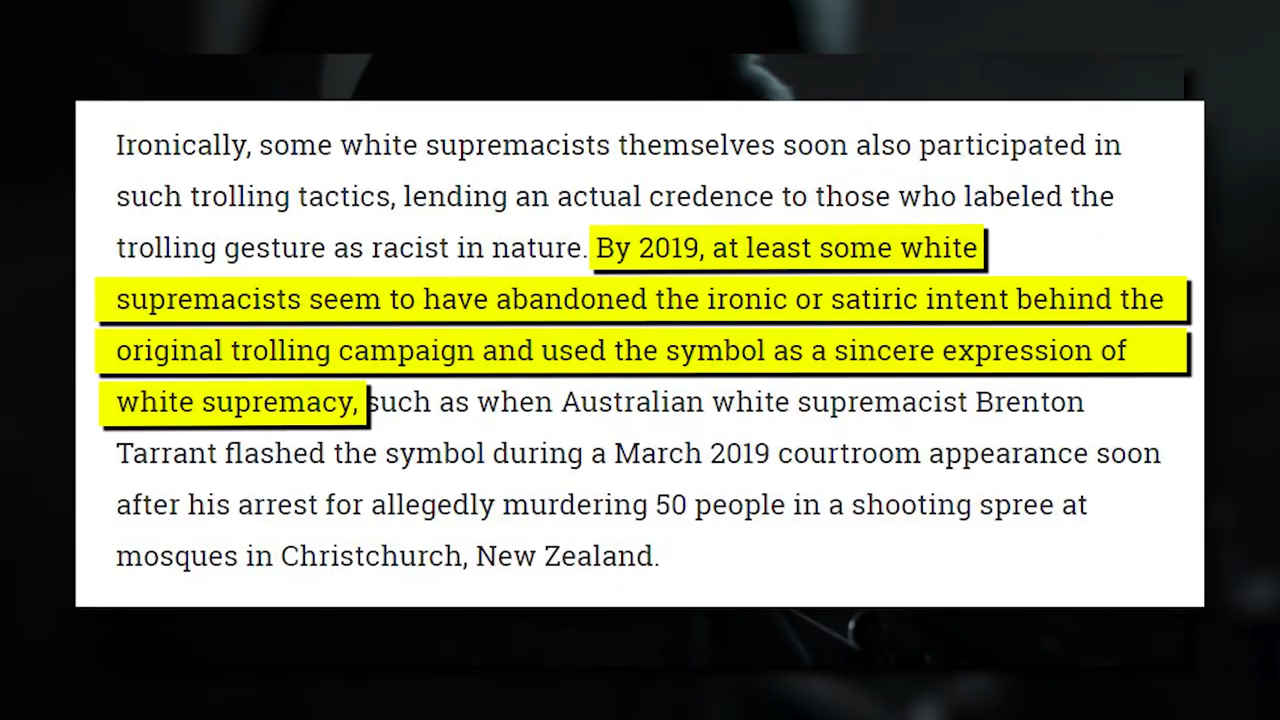 Ironically, some white supremacists themselves soon also participated in
such trolling tactics, lending an actual credence to those who labeled the
trolling gesture as racist in nature. By 2019, at least some white
supremacists seem to have abandoned the ironic or satiric intent behind the
original trolling campaign and used the symbol as a sincere expression of
white supremacy, such as when Australian white supremacist Brenton
Tarrant flashed the symbol during a March 2019 courtroom appearance soon
after his arrest for allegedly murdering 50 people in a shooting spree at
mosques in Christchurch, New Zealand.